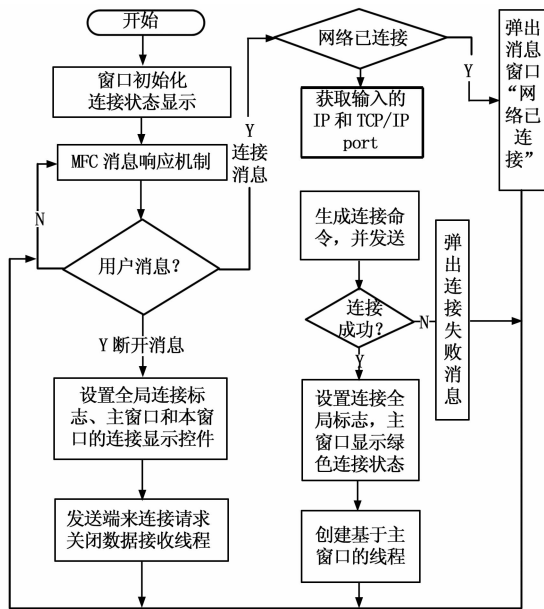 开始
窗口初始化
连接状态显示
MFC 消息响应机制
N
用户消息？
Y
连接
消息
Y 断开消息
设置全局连接标
志、主窗口和本窗
口的连接显示控件
发送端来连接请求
关闭数据接收线程
网络已连接
Y
获取输入的
IP 和 TCP/IP
port
生成连接命
令，并发送
连接
成功？
N
Y
设置连接全
局标志，主
窗口显示绿
色连接状态
创建基于主
窗口的线程
弹出连接失败消息
弹出
消息
窗口
“网
络已
连
接”